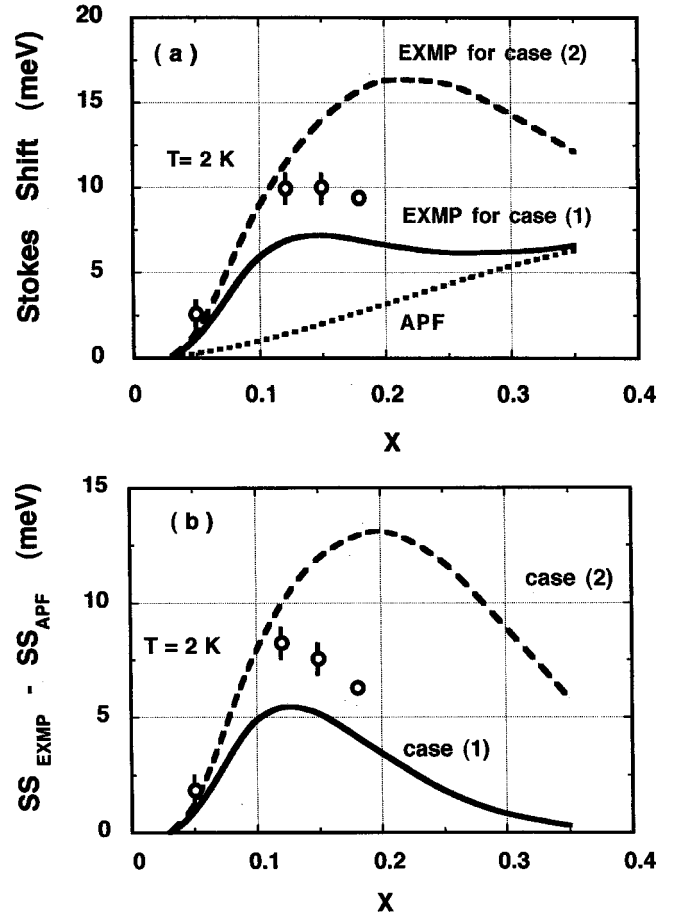 20
15
10
5
0
Stokes Shift (meV)
( a )
EXMP for case (2)
T= 2 K
EXMP for case (1)
APF
0 0.1 0.2 0.3 0.4
X
15
10
5
0
SS_EXMP - SS_APF (meV)
( b )
case (2)
T = 2 K
case (1)
0 0.1 0.2 0.3 0.4
X